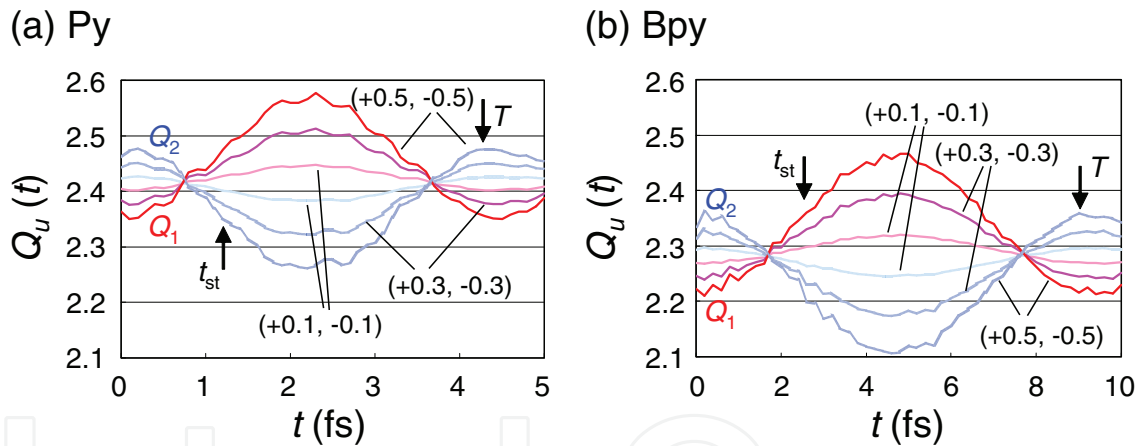 (a) Py
2.6
2.5
2.4
2.3
2.2
2.1
Q_u (t)
0 1 2 3 4 5
t (fs)
Q_2
Q_1
t_st
T
(+0.5, -0.5)
(+0.3, -0.3)
(+0.1, -0.1)
(b) Bpy
2.6
2.5
2.4
2.3
2.2
2.1
Q_u (t)
0 2 4 6 8 10
t (fs)
Q_2
Q_1
t_st
T
(+0.1, -0.1)
(+0.3, -0.3)
(+0.5, -0.5)